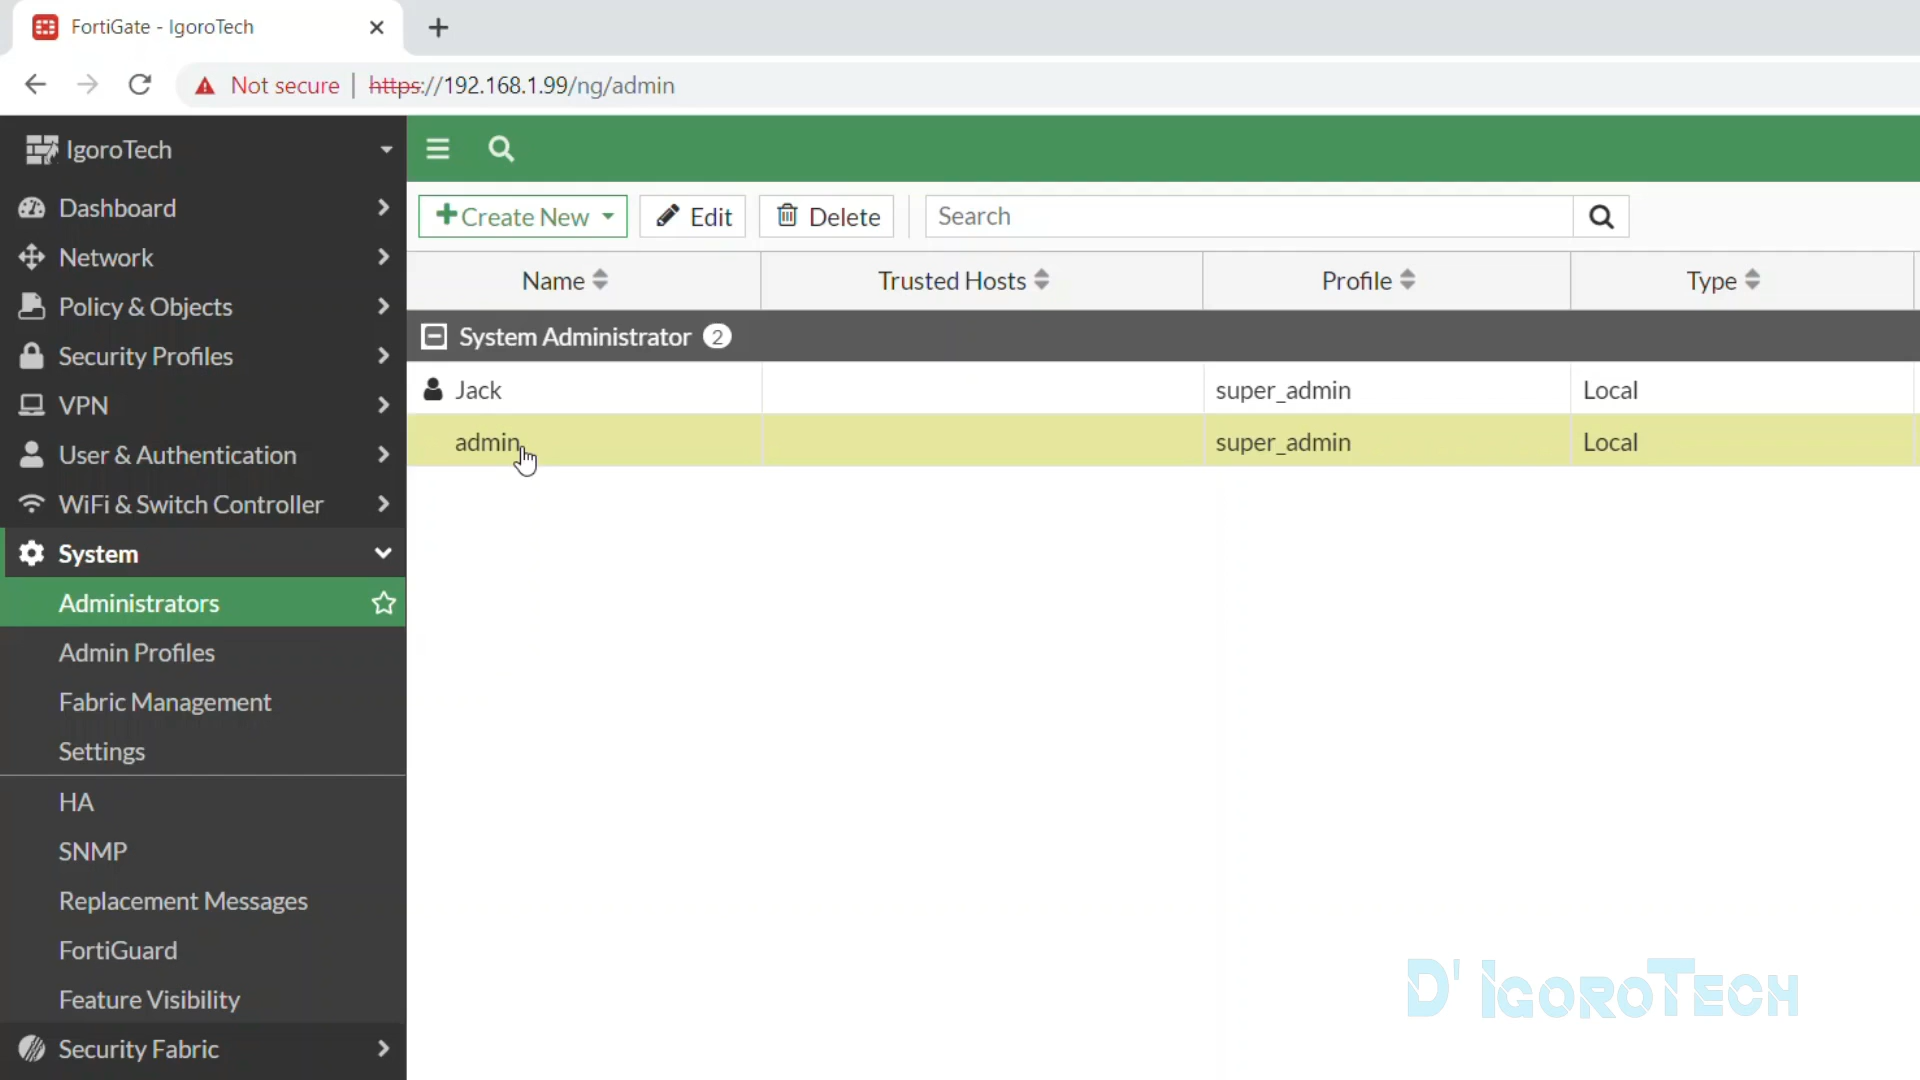 FortiGate - IgoroTech
Not secure | https://192.168.1.99/ng/admin
IgoroTech
Dashboard
Network
Policy & Objects
Security Profiles
VPN
User & Authentication
WiFi & Switch Controller
System
Administrators
Admin Profiles
Fabric Management
Settings
HA
SNMP
Replacement Messages
FortiGuard
Feature Visibility
Security Fabric
+Create New Edit Delete Search
Name Trusted Hosts Profile Type
System Administrator 2
Jack super_admin Local
admin super_admin Local
D' IGOROTECH